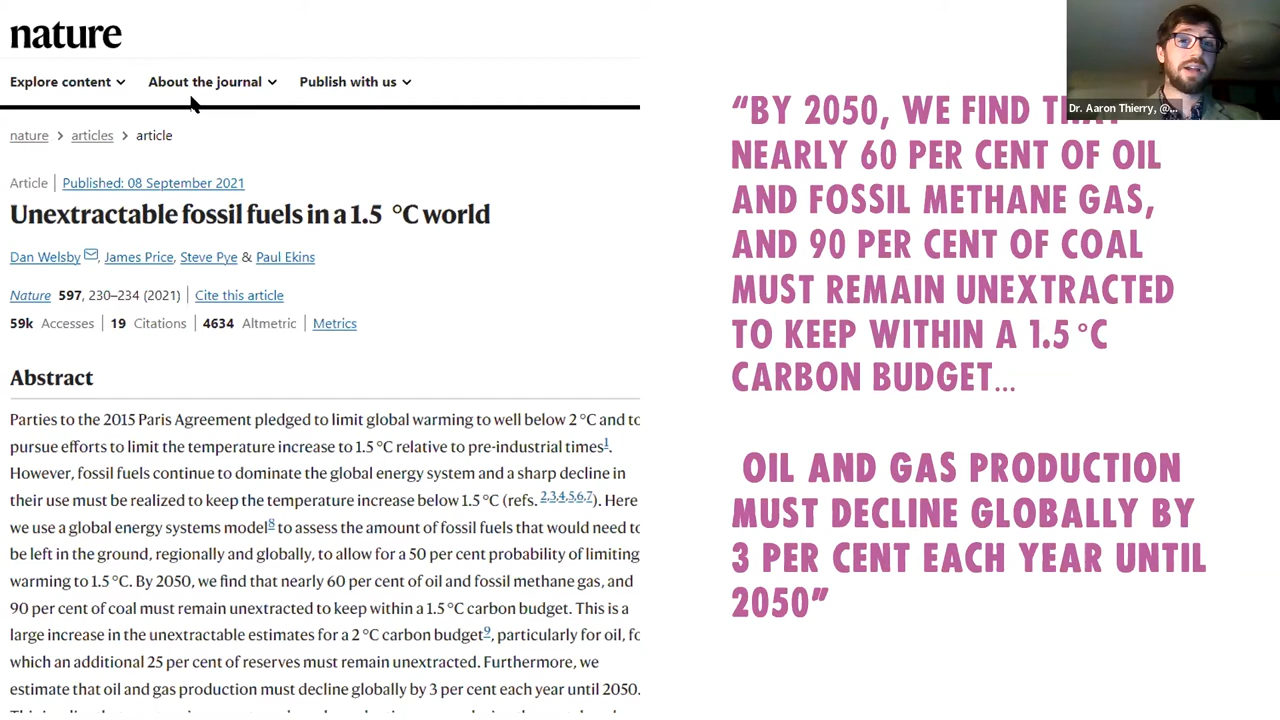 nature
Explore content
About the journal
Publish with us
nature > articles > article
Article | Published: 08 September 2021
Unextractable fossil fuels in a 1.5 °C world
Dan Welsby, James Price, Steve Pye & Paul Ekins
Nature 597, 230–234 (2021) | Cite this article
59k Accesses | 19 Citations | 4634 Altmetric | Metrics
Abstract
Parties to the 2015 Paris Agreement pledged to limit global warming to well below 2 °C and to
pursue efforts to limit the temperature increase to 1.5 °C relative to pre-industrial times1.
However, fossil fuels continue to dominate the global energy system and a sharp decline in
their use must be realized to keep the temperature increase below 1.5 °C (refs. 2,3,4,5,6,7). Here
we use a global energy systems model8 to assess the amount of fossil fuels that would need to
be left in the ground, regionally and globally, to allow for a 50 per cent probability of limiting
warming to 1.5 °C. By 2050, we find that nearly 60 per cent of oil and fossil methane gas, and
90 per cent of coal must remain unextracted to keep within a 1.5 °C carbon budget. This is a
large increase in the unextractable estimates for a 2 °C carbon budget9, particularly for oil,
which an additional 25 per cent of reserves must remain unextracted. Furthermore, we
estimate that oil and gas production must decline globally by 3 per cent each year until 2050.
Dr. Aaron Thierry, @...
“BY 2050, WE FIND
NEARLY 60 PER CENT OF OIL
AND FOSSIL METHANE GAS,
AND 90 PER CENT OF COAL
MUST REMAIN UNEXTRACTED
TO KEEP WITHIN A 1.5 °C
CARBON BUDGET...
OIL AND GAS PRODUCTION
MUST DECLINE GLOBALLY BY
3 PER CENT EACH YEAR UNTIL
2050”